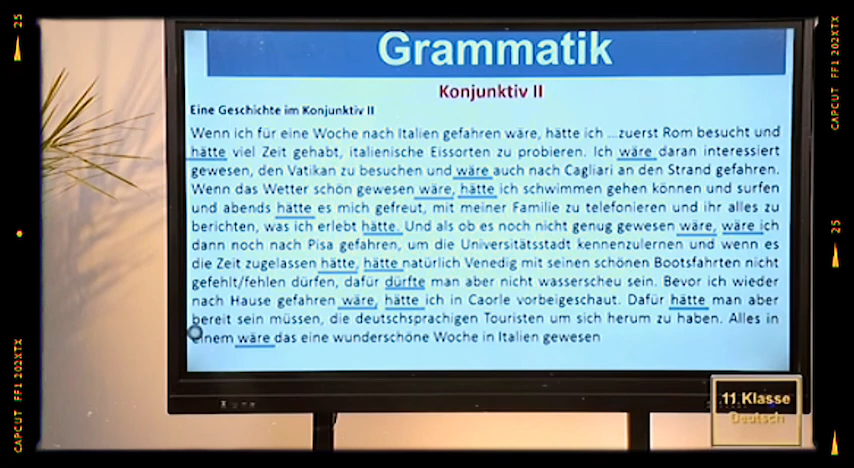 25
CAPCUT FF1 202XTX
Grammatik
Konjunktiv II
Eine Geschichte im Konjunktiv II
Wenn ich für eine Woche nach Italien gefahren wäre, hätte ich ...zuerst Rom besucht und
hätte viel Zeit gehabt, italienische Eissorten zu probieren. Ich wäre daran interessiert
gewesen, den Vatikan zu besuchen und wäre auch nach Cagliari an den Strand gefahren.
Wenn das Wetter schön gewesen wäre, hätte ich schwimmen gehen können und surfen
und abends hätte es mich gefreut, mit meiner Familie zu telefonieren und ihr alles zu
berichten, was ich erlebt hätte. Und als ob es noch nicht genug gewesen wäre, wäre ich
dann noch nach Pisa gefahren, um die Universitätsstadt kennenzulernen und wenn es
die Zeit zugelassen hätte, hätte natürlich Venedig mit seinen schönen Bootsfahrten nicht
gefehlt/fehlen dürfen, dafür dürfte man aber nicht wasserscheu sein. Bevor ich wieder
nach Hause gefahren wäre, hätte ich in Caorle vorbeigeschaut. Dafür hätte man aber
bereit sein müssen, die deutschsprachigen Touristen um sich herum zu haben. Alles in
einem wäre das eine wunderschöne Woche in Italien gewesen
25
CAPCUT FF1 202XTX
11 Klasse
Deutsch